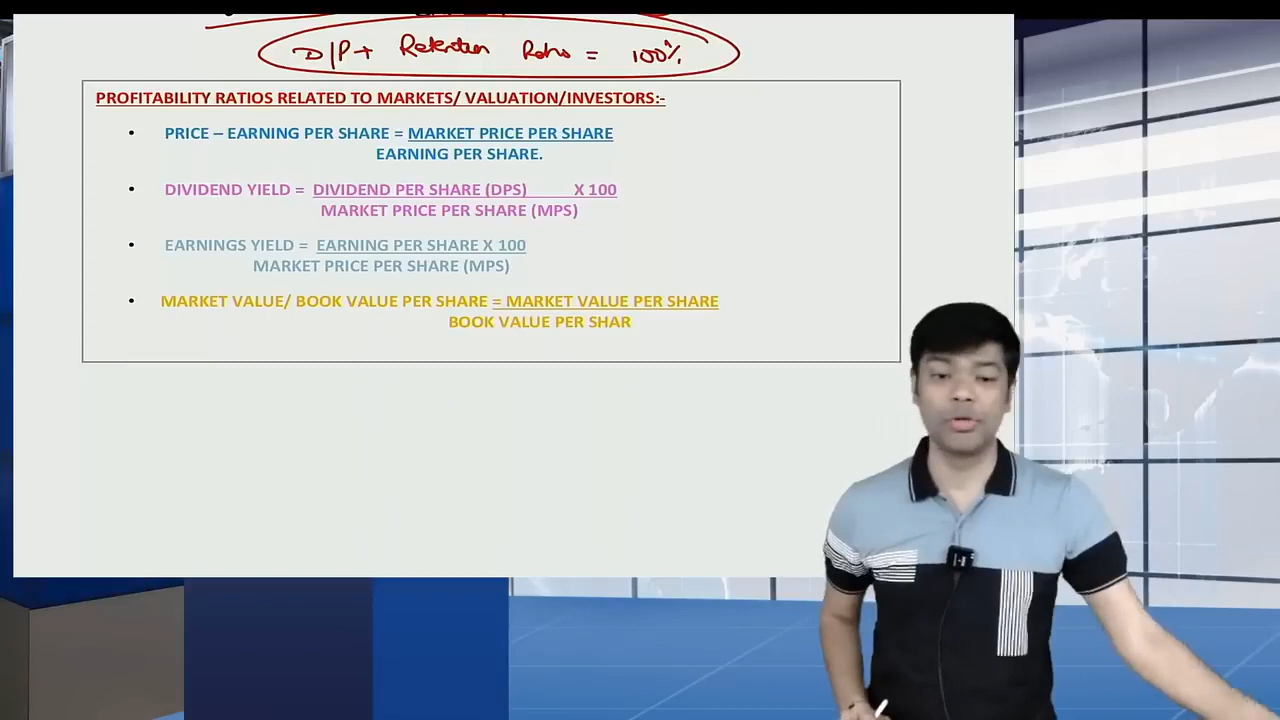 D/P + Retention Ratio = 100%
PROFITABILITY RATIOS RELATED TO MARKETS/ VALUATION/INVESTORS:-
• PRICE – EARNING PER SHARE = MARKET PRICE PER SHARE
EARNING PER SHARE.
• DIVIDEND YIELD = DIVIDEND PER SHARE (DPS) X 100
MARKET PRICE PER SHARE (MPS)
• EARNINGS YIELD = EARNING PER SHARE X 100
MARKET PRICE PER SHARE (MPS)
• MARKET VALUE/ BOOK VALUE PER SHARE = MARKET VALUE PER SHARE
BOOK VALUE PER SHAR